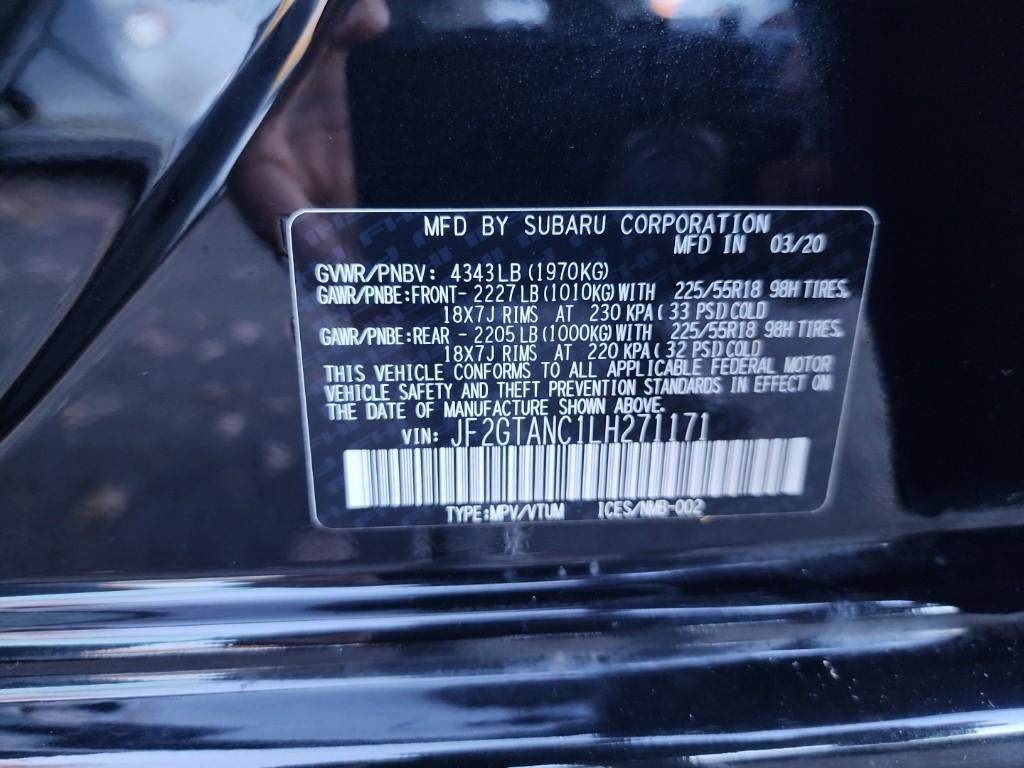 MFD BY SUBARU CORPORATION
MFD IN 03/20
GVWR/PNBV: 4343LB (1970KG)
GAWR/PNBE:FRONT- 2227 LB (1010KG) WITH 225/55R18 98H TIRES,
18X7J RIMS AT 230 KPA( 33 PSI)COLD
GAWR/PNBE:REAR - 2205 LB (1000KG) WITH 225/55R18 98H TIRES,
18X7J RIMS AT 220 KPA( 32 PSI)COLD
THIS VEHICLE CONFORMS TO ALL APPLICABLE FEDERAL MOTOR
VEHICLE SAFETY AND THEFT PREVENTION STANDARDS IN EFFECT ON
THE DATE OF MANUFACTURE SHOWN ABOVE.
VIN: JF2GTANC1LH271171
TYPE:MPV/VTUM ICES/NMB-002